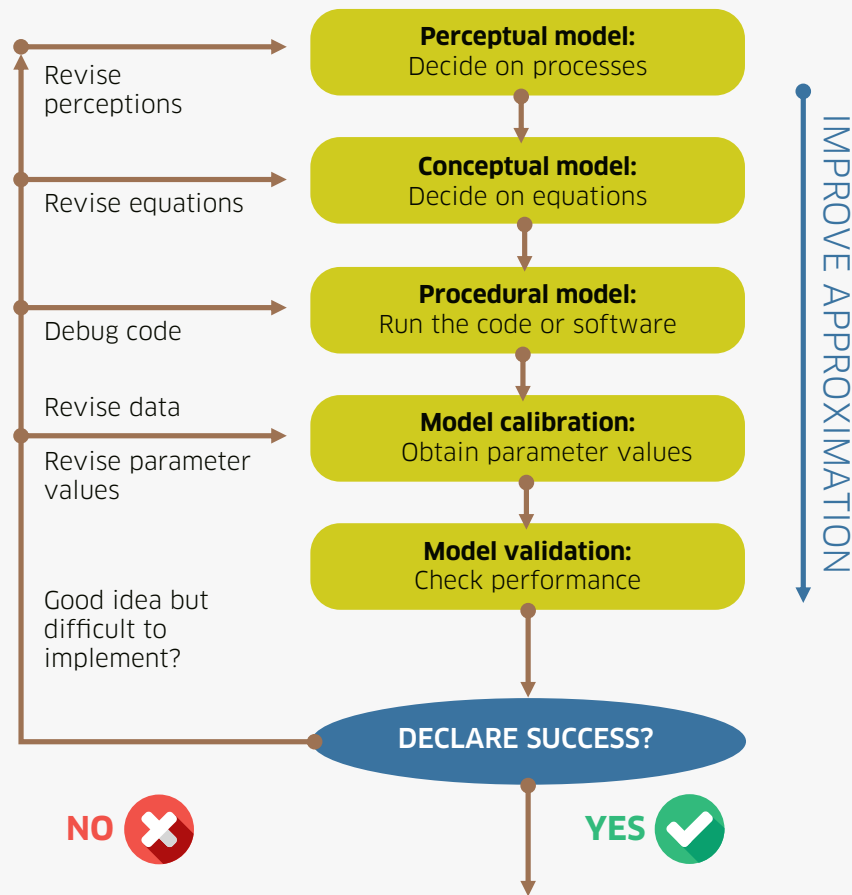 Perceptual model:
Decide on processes
Revise
perceptions
Conceptual model:
Decide on equations
Revise equations
Procedural model:
Run the code or software
Debug code
Revise data
Model calibration:
Obtain parameter values
Revise parameter
values
Model validation:
Check performance
Good idea but
difficult to
implement?
IMPROVE APPROXIMATION
DECLARE SUCCESS?
NO
YES